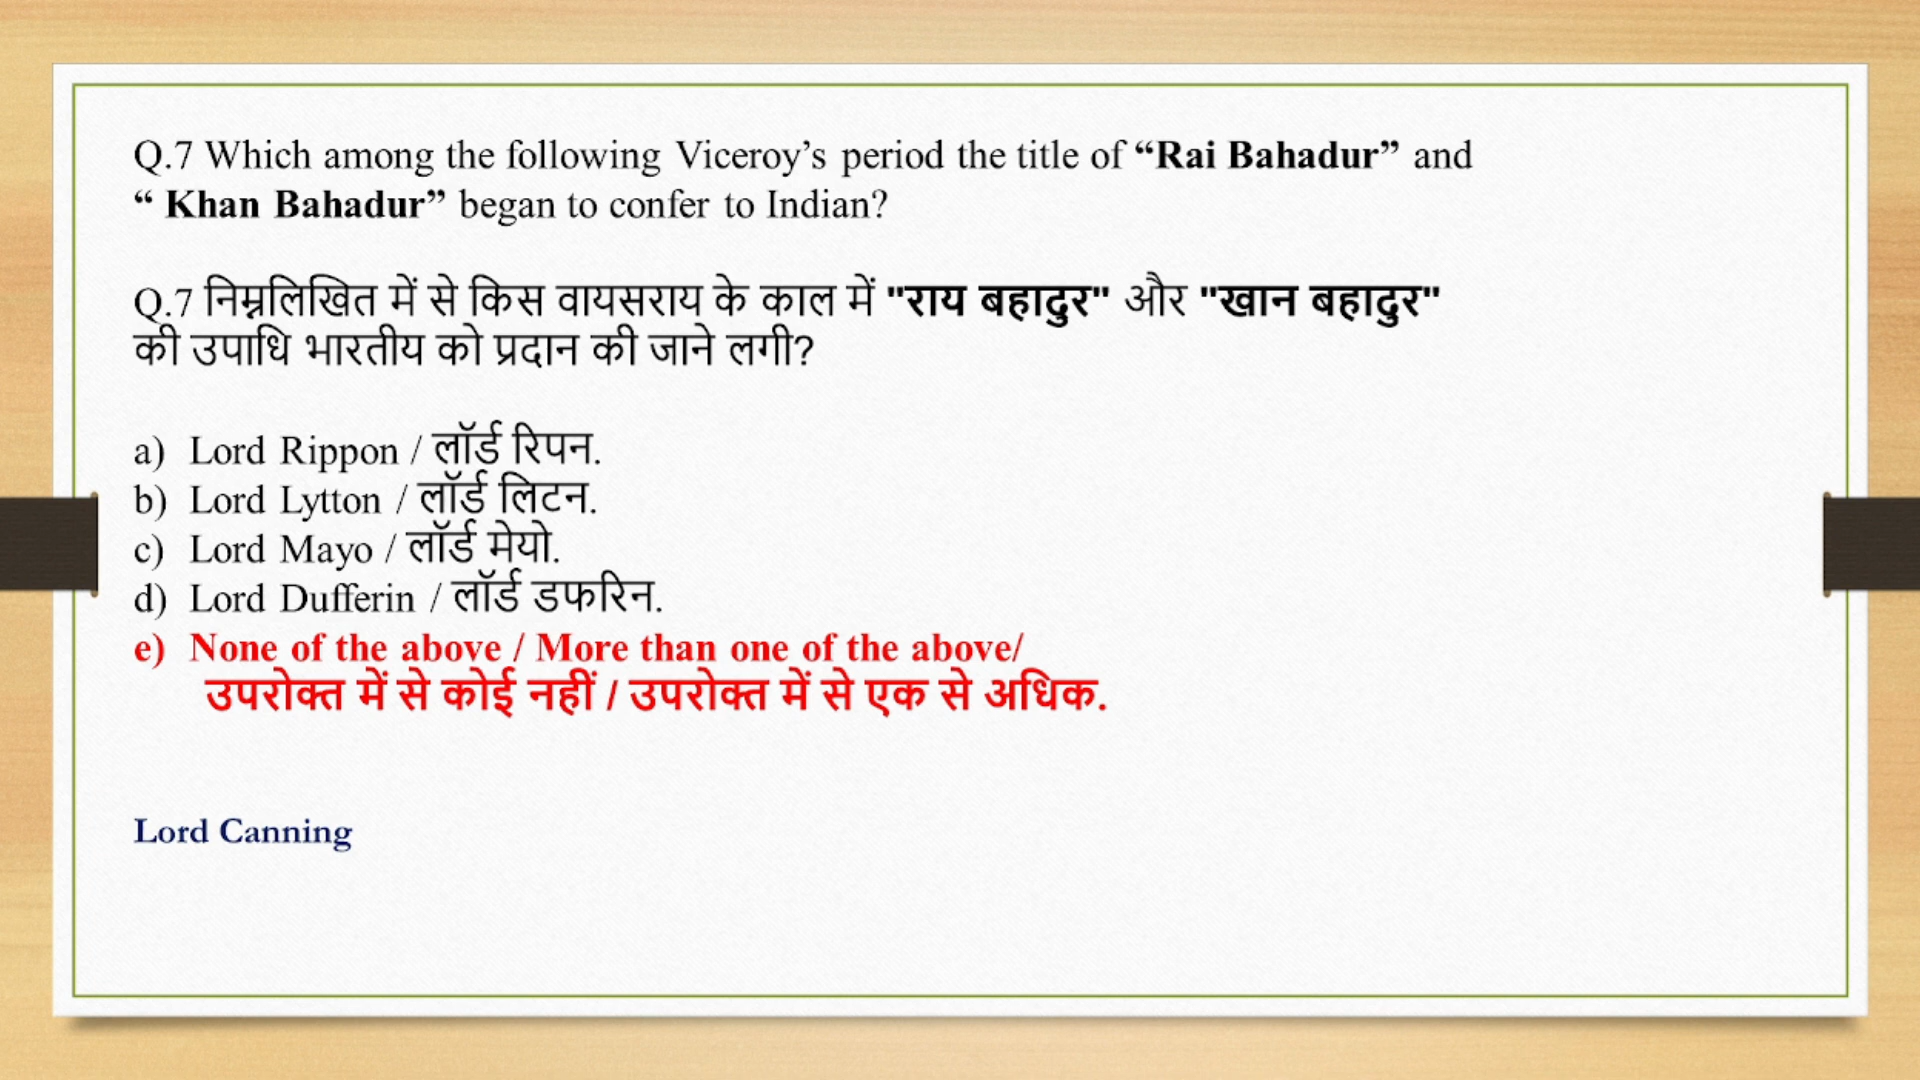 Q.7 Which among the following Viceroy’s period the title of “Rai Bahadur” and
“ Khan Bahadur” began to confer to Indian?
Q.7 निम्नलिखित में से किस वायसराय के काल में "राय बहादुर" और "खान बहादुर"
की उपाधि भारतीय को प्रदान की जाने लगी?
a) Lord Rippon / लॉर्ड रिपन.
b) Lord Lytton / लॉर्ड लिटन.
c) Lord Mayo / लॉर्ड मेयो.
d) Lord Dufferin / लॉर्ड डफरिन.
e) None of the above / More than one of the above/
उपरोक्त में से कोई नहीं / उपरोक्त में से एक से अधिक.
Lord Canning